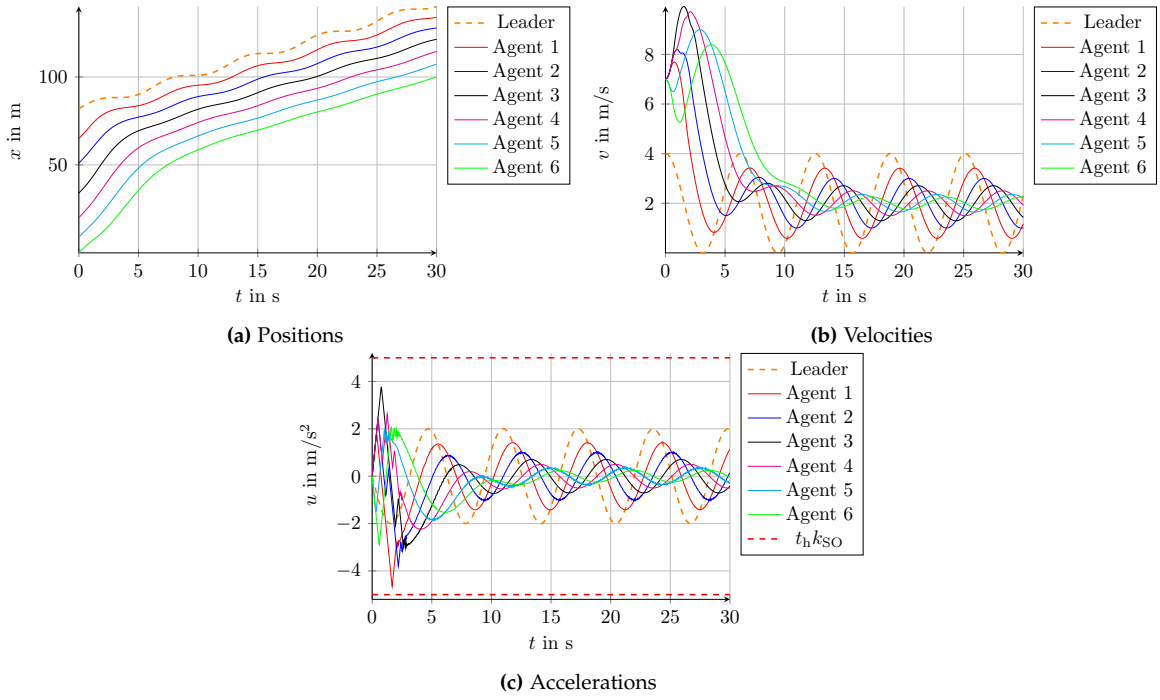 x in m
100
50
0
5
10
15
20
25
30
t in s
Leader
Agent 1
Agent 2
Agent 3
Agent 4
Agent 5
Agent 6
(a) Positions
v in m/s
8
6
4
2
0
5
10
15
20
25
30
t in s
Leader
Agent 1
Agent 2
Agent 3
Agent 4
Agent 5
Agent 6
(b) Velocities
u in m/s²
4
2
0
−2
−4
0
5
10
15
20
25
30
t in s
Leader
Agent 1
Agent 2
Agent 3
Agent 4
Agent 5
Agent 6
t_h k_SO
(c) Accelerations